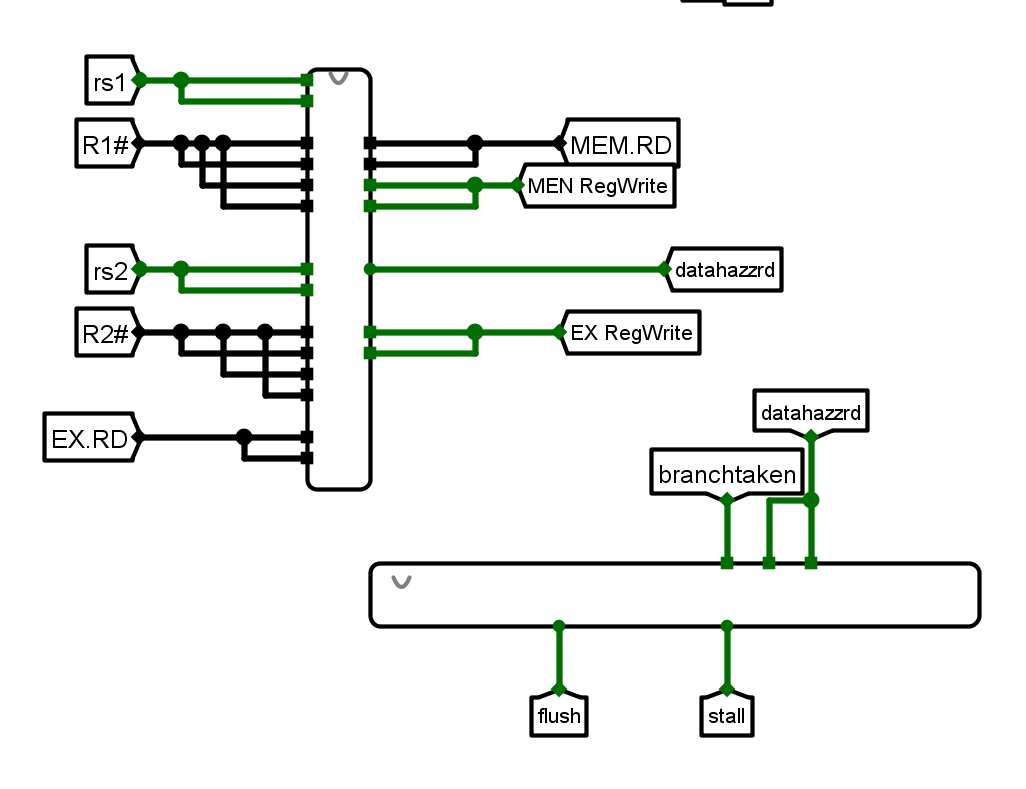 rs1
R1#
MEM.RD
MEN RegWrite
rs2
datahazzrd
R2#
EX RegWrite
datahazzrd
EX.RD
branchtaken
flush
stall